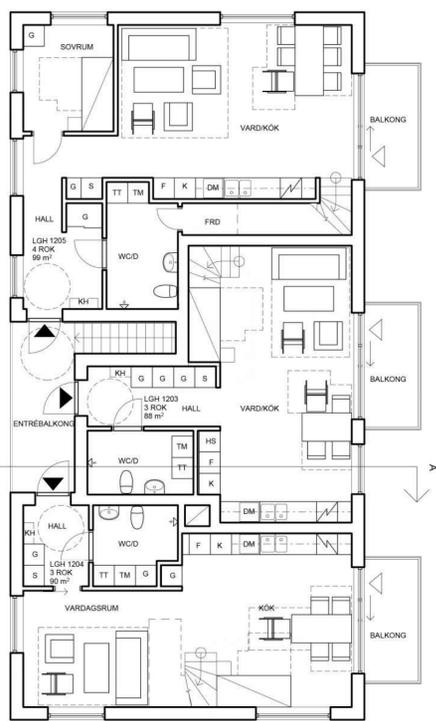 G
SOVRUM
BALKONG
VARD/KÖK
G S
TT TM
F K DM
G
HALL
FRD
LGH 1205
4 ROK
99 m²
WC/D
KH
KH G G G S
LGH 1203
3 ROK
88 m²
HALL
VARD/KÖK
BALKONG
ENTRÉBALKONG
WC/D
TM
TT
HS
F
K
A
DM
HALL
KH
G
S
WC/D
F K DM
LGH 1204
3 ROK
90 m²
TT TM G
G
VARDAGSRUM
KÖK
BALKONG